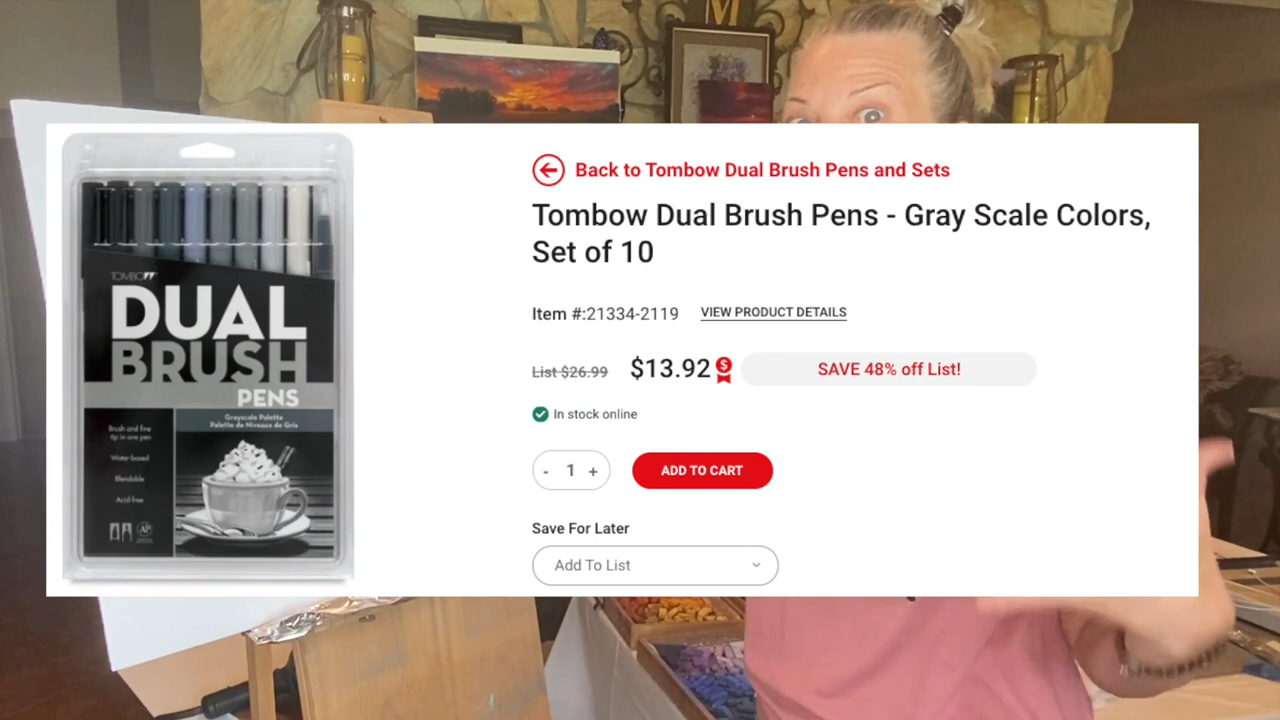 M
Back to Tombow Dual Brush Pens and Sets
Tombow Dual Brush Pens - Gray Scale Colors,
Set of 10
Item #:21334-2119 VIEW PRODUCT DETAILS
List $26.99 $13.92 $ SAVE 48% off List!
In stock online
- 1 + ADD TO CART
Save For Later
Add To List
TOMBOW
DUAL
BRUSH
PENS
Grayscale Palette
Palette de Niveaux de Gris
Brush and fine
tip in one pen
Water-based
Blendable
Acid-free
AP